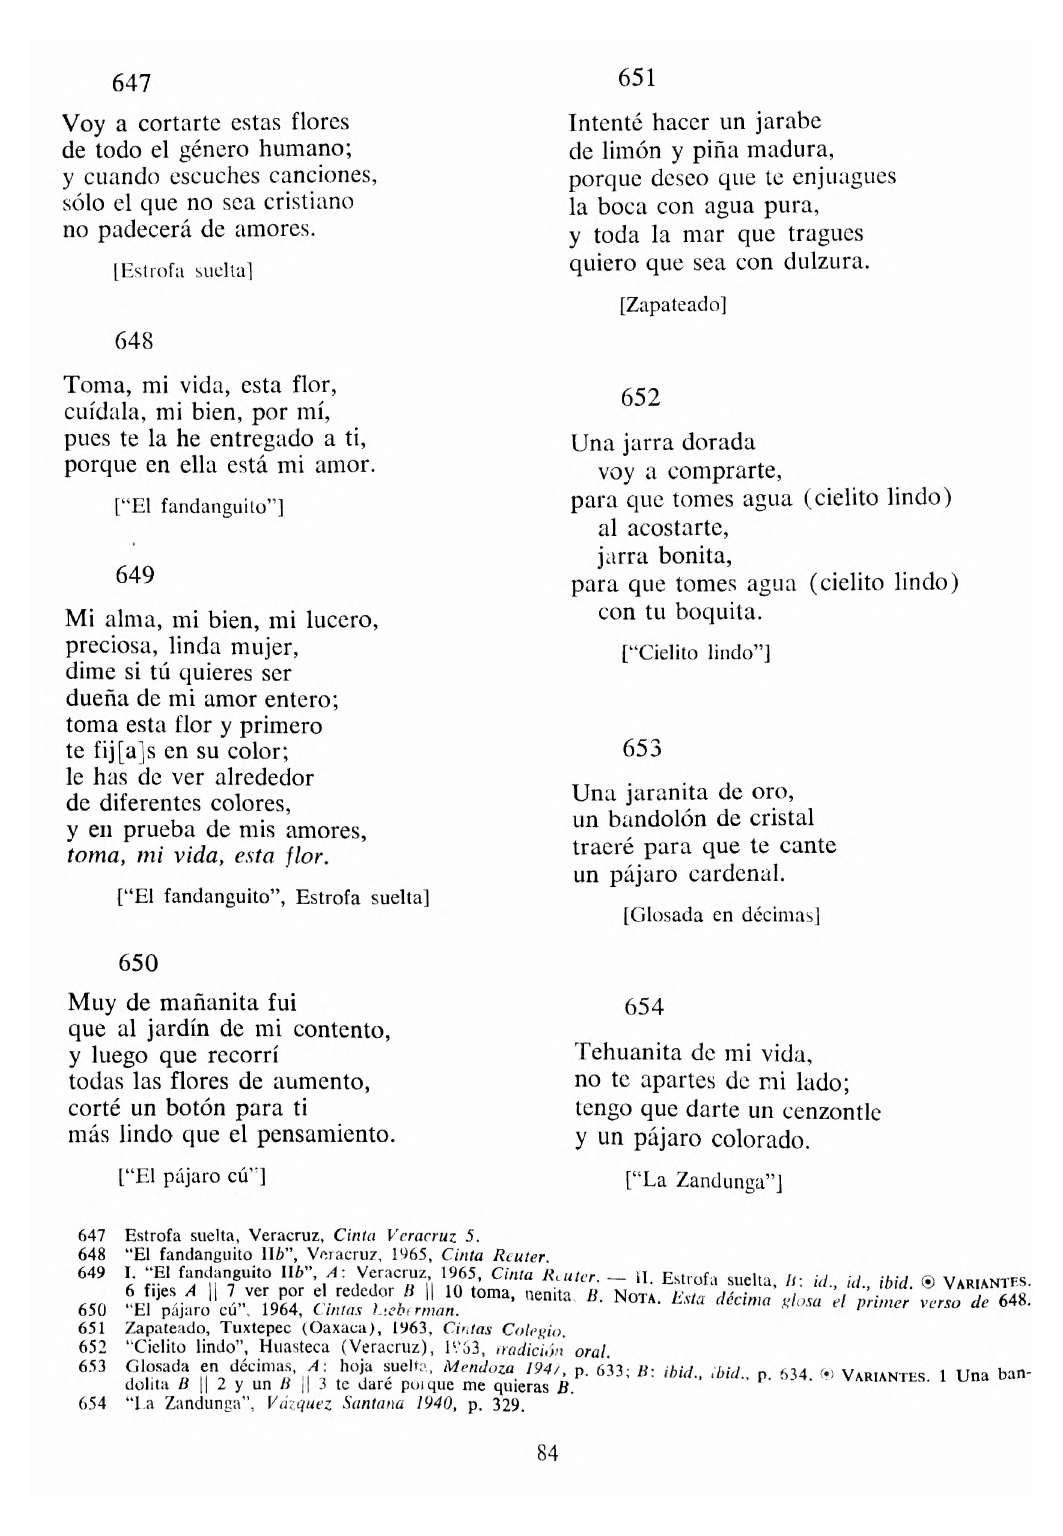 647
Voy a cortarte estas flores
de todo el género humano;
y cuando escuches canciones,
sólo el que no sea cristiano
no padecerá de amores.
[Estrofa suelta]
648
Toma, mi vida, esta flor,
cuídala, mi bien, por mí,
pues te la he entregado a ti,
porque en ella está mi amor.
[“El fandanguito”]
649
Mi alma, mi bien, mi lucero,
preciosa, linda mujer,
dime si tú quieres ser
dueña de mi amor entero;
toma esta flor y primero
te fij[a]s en su color;
le has de ver alrededor
de diferentes colores,
y en prueba de mis amores,
toma, mi vida, esta flor.
[“El fandanguito”, Estrofa suelta]
650
Muy de mañanita fui
que al jardín de mi contento,
y luego que recorrí
todas las flores de aumento,
corté un botón para ti
más lindo que el pensamiento.
[“El pájaro cú”]
651
Intenté hacer un jarabe
de limón y piña madura,
porque deseo que te enjuagues
la boca con agua pura,
y toda la mar que tragues
quiero que sea con dulzura.
[Zapateado]
652
Una jarra dorada
voy a comprarte,
para que tomes agua (cielito lindo)
al acostarte,
jarra bonita,
para que tomes agua (cielito lindo)
con tu boquita.
[“Cielito lindo”]
653
Una jaranita de oro,
un bandolón de cristal
traeré para que te cante
un pájaro cardenal.
[Glosada en décimas]
654
Tehuanita de mi vida,
no te apartes de mi lado;
tengo que darte un cenzontle
y un pájaro colorado.
[“La Zandunga”]
647 Estrofa suelta, Veracruz, Cinta Veracruz 5.
648 “El fandanguito IIb”, Veracruz, 1965, Cinta Reuter.
649 I. “El fandanguito IIb”, A: Veracruz, 1965, Cinta Reuter. — II. Estrofa suelta, B: id., id., ibid. ⦿ VARIANTES.
6 fijes A || 7 ver por el rededor B || 10 toma, nenita B. NOTA. Esta décima glosa el primer verso de 648.
650 “El pájaro cú”, 1964, Cintas Lieberman.
651 Zapateado, Tuxtepec (Oaxaca), 1963, Cintas Colegio.
652 “Cielito lindo”, Huasteca (Veracruz), 1963, tradición oral.
653 Glosada en décimas, A: hoja suelta, Mendoza p. 633; B: ibid., ibid., p. 634. ⦿ VARIANTES. 1 Una ban-
dolita B || 2 y un B || 3 te daré porque me quieras B.
654 “La Zandunga”, Vázquez Santana 1940, p. 329.
84